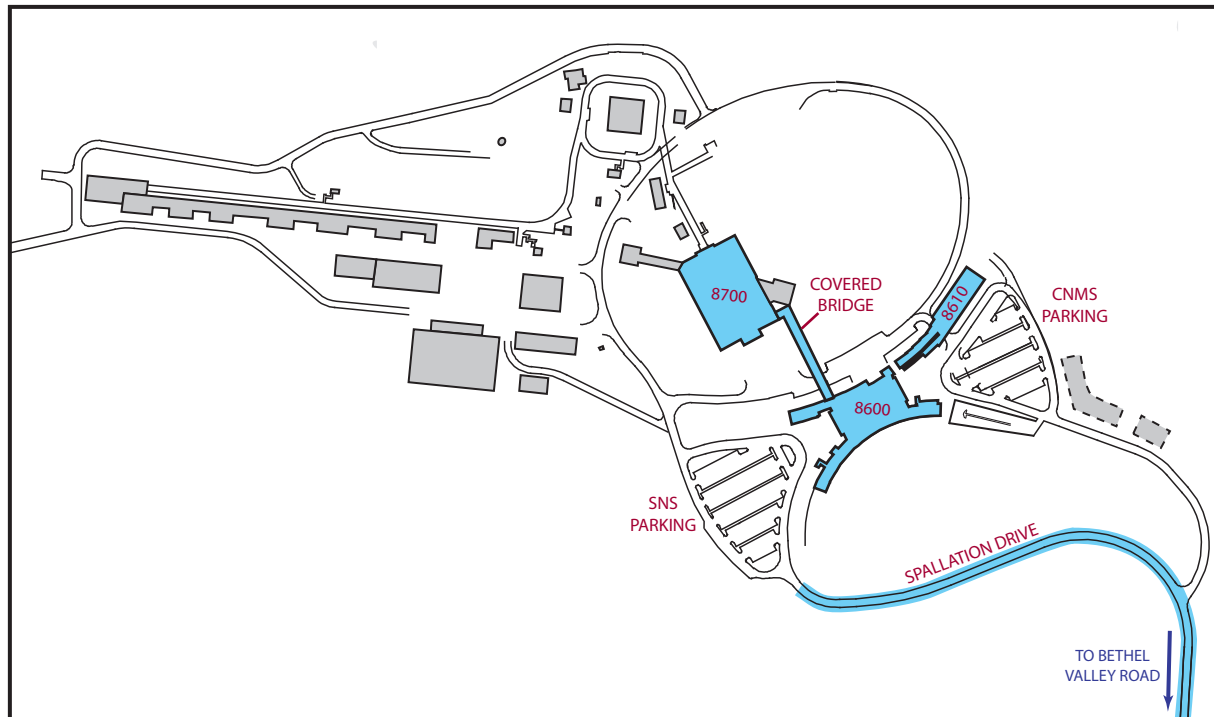 COVERED
BRIDGE
CNMS
PARKING
8700
8610
8600
SNS
PARKING
SPALLATION DRIVE
TO BETHEL
VALLEY ROAD